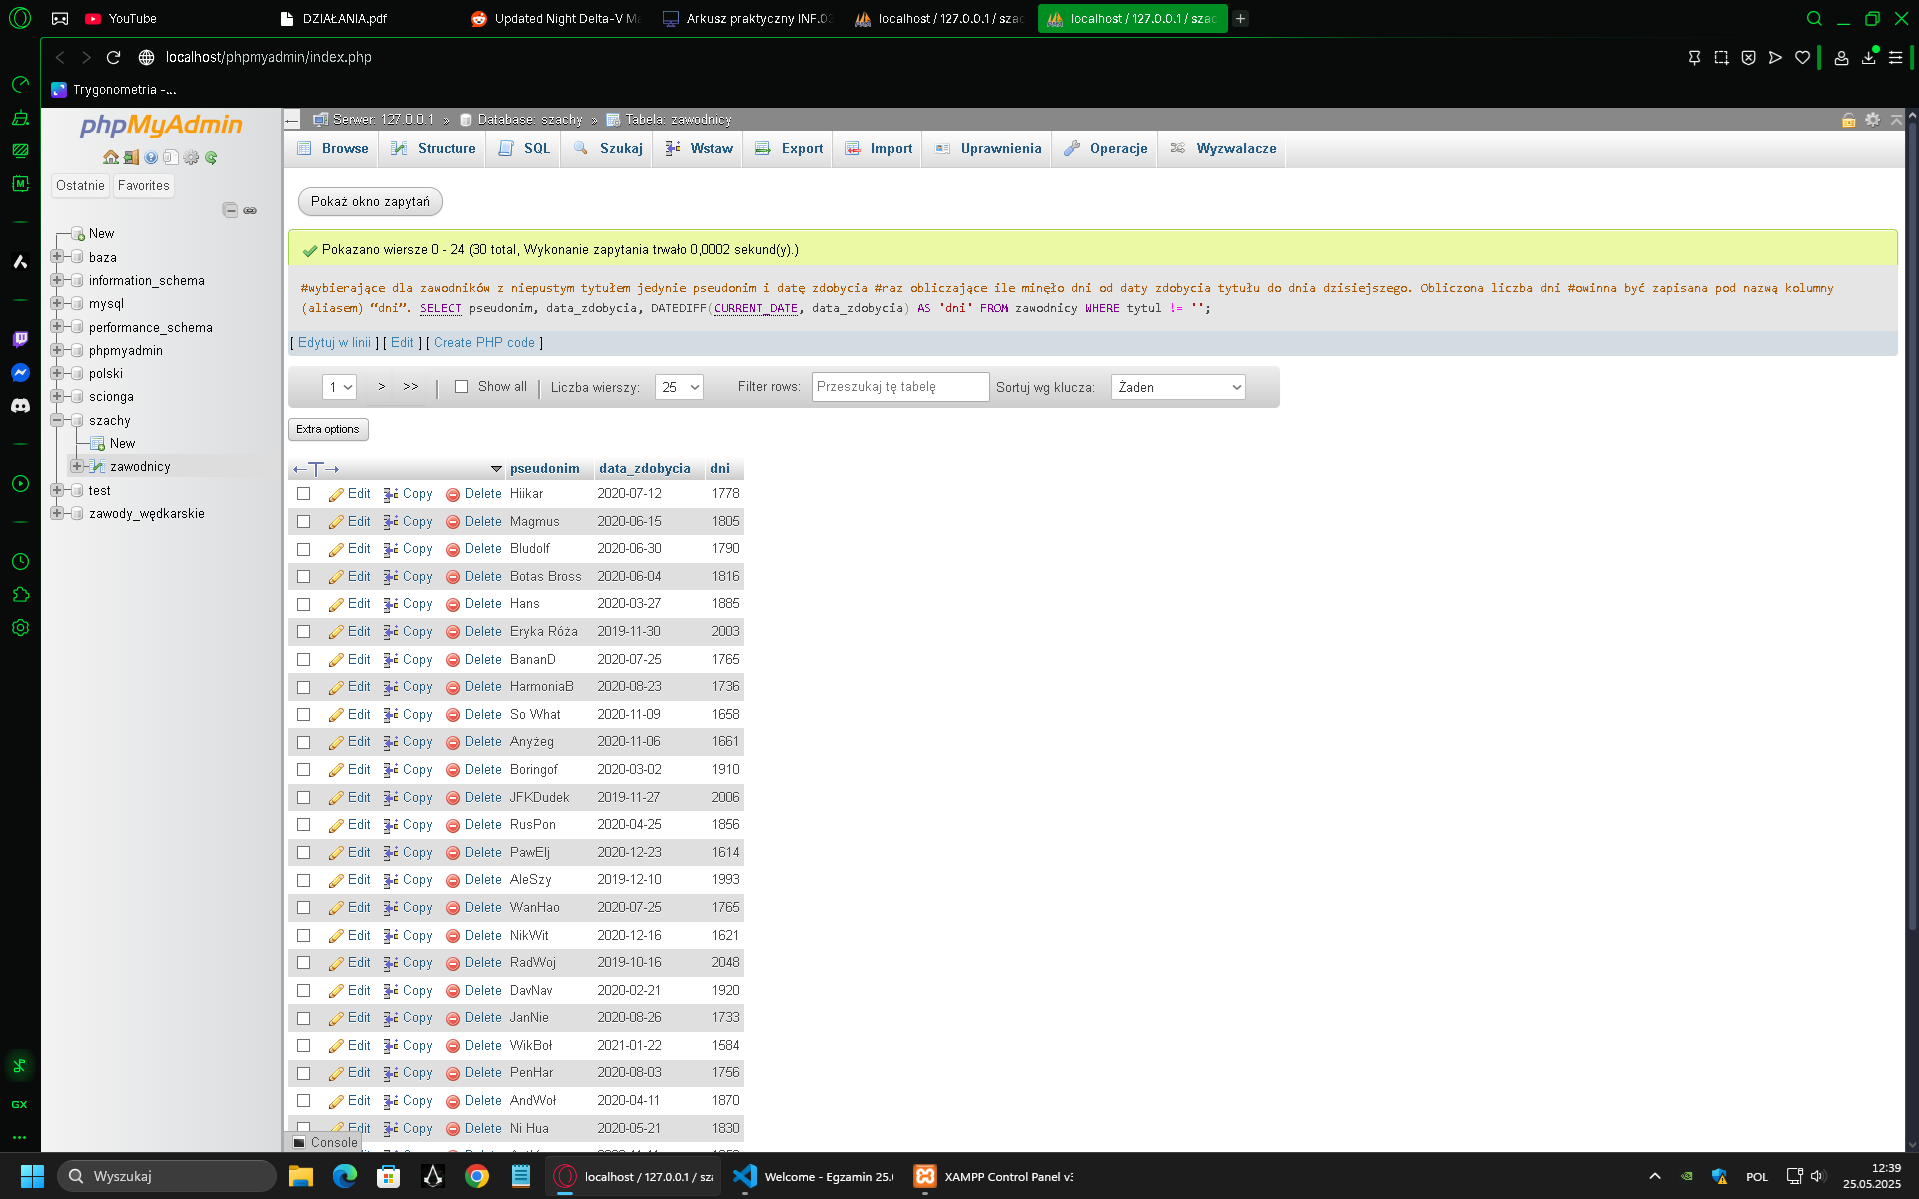 YouTube
DZIAŁANIA.pdf
Updated Night Delta-V Ma
Arkusz praktyczny INF.03
localhost / 127.0.0.1 / szac
localhost / 127.0.0.1 / szac
localhost/phpmyadmin/index.php
Trygonometria -...
phpMyAdmin
Ostatnie
Favorites
New
baza
information_schema
mysql
performance_schema
phpmyadmin
polski
scionga
szachy
New
zawodnicy
test
zawody_wędkarskie
Serwer: 127.0.0.1 » Database: szachy » Tabela: zawodnicy
Browse Structure SQL Szukaj Wstaw Export Import Uprawnienia Operacje Wyzwalacze
Pokaż okno zapytań
Pokazano wiersze 0 - 24 (30 total, Wykonanie zapytania trwało 0,0002 sekund(y).)
#wybierające dla zawodników z niepustym tytułem jedynie pseudonim i datę zdobycia #raz obliczające ile minęło dni od daty zdobycia tytułu do dnia dzisiejszego. Obliczona liczba dni #owinna być zapisana pod nazwą kolumny
(aliasem) “dni”. SELECT pseudonim, data_zdobycia, DATEDIFF(CURRENT_DATE, data_zdobycia) AS 'dni' FROM zawodnicy WHERE tytul != '';
[ Edytuj w linii ] [ Edit ] [ Create PHP code ]
1 > >> | Show all | Liczba wierszy: 25 Filter rows: Przeszukaj tę tabelę Sortuj wg klucza: Żaden
Extra options
←T→ pseudonim data_zdobycia dni
Edit Copy Delete Hiikar 2020-07-12 1778
Edit Copy Delete Magmus 2020-06-15 1805
Edit Copy Delete Bludolf 2020-06-30 1790
Edit Copy Delete Botas Bross 2020-06-04 1816
Edit Copy Delete Hans 2020-03-27 1885
Edit Copy Delete Eryka Róża 2019-11-30 2003
Edit Copy Delete BananD 2020-07-25 1765
Edit Copy Delete HarmoniaB 2020-08-23 1736
Edit Copy Delete So What 2020-11-09 1658
Edit Copy Delete Anyżeg 2020-11-06 1661
Edit Copy Delete Boringof 2020-03-02 1910
Edit Copy Delete JFKDudek 2019-11-27 2006
Edit Copy Delete RusPon 2020-04-25 1856
Edit Copy Delete PawElj 2020-12-23 1614
Edit Copy Delete AleSzy 2019-12-10 1993
Edit Copy Delete WanHao 2020-07-25 1765
Edit Copy Delete NikWit 2020-12-16 1621
Edit Copy Delete RadWoj 2019-10-16 2048
Edit Copy Delete DavNav 2020-02-21 1920
Edit Copy Delete JanNie 2020-08-26 1733
Edit Copy Delete WikBoł 2021-01-22 1584
Edit Copy Delete PenHar 2020-08-03 1756
Edit Copy Delete AndWoł 2020-04-11 1870
Edit Copy Delete Ni Hua 2020-05-21 1830
Console
GX
Wyszukaj
localhost / 127.0.0.1 / sza
Welcome - Egzamin 25.
XAMPP Control Panel v3
POL
12:39
25.05.2025